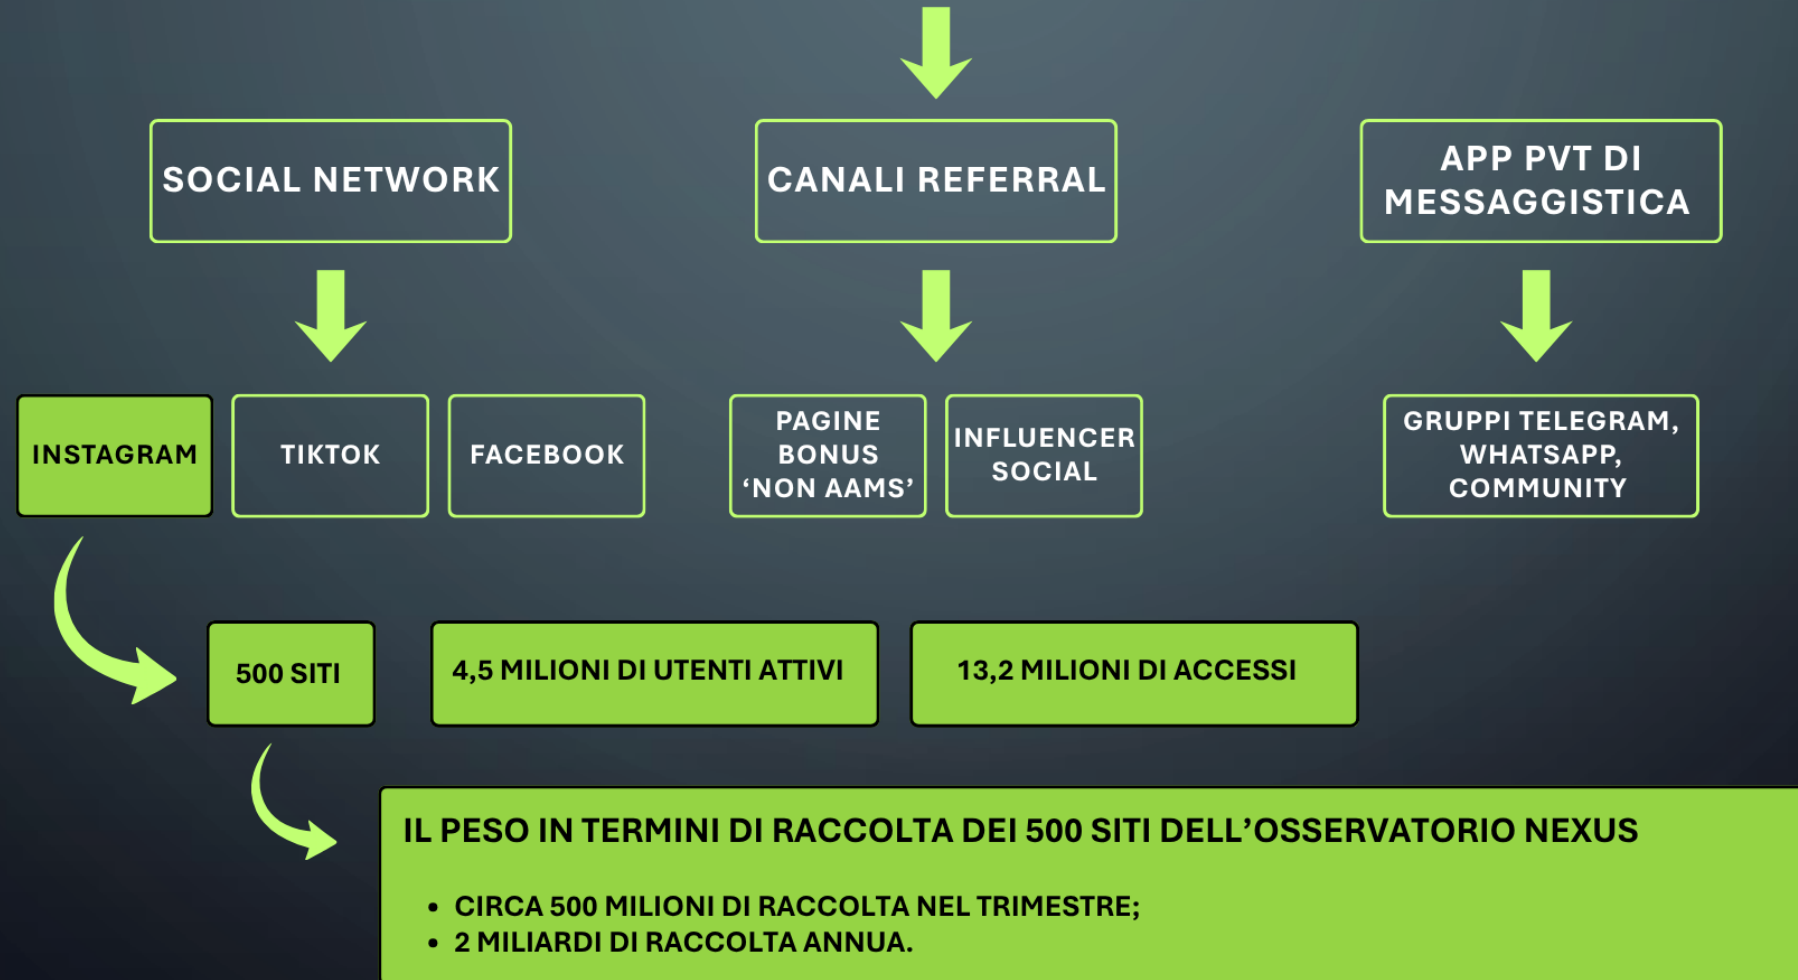 SOCIAL NETWORK
CANALI REFERRAL
APP PVT DI
MESSAGGISTICA
INSTAGRAM
TIKTOK
FACEBOOK
PAGINE
BONUS
‘NON AAMS’
INFLUENCER
SOCIAL
GRUPPI TELEGRAM,
WHATSAPP,
COMMUNITY
500 SITI
4,5 MILIONI DI UTENTI ATTIVI
13,2 MILIONI DI ACCESSI
IL PESO IN TERMINI DI RACCOLTA DEI 500 SITI DELL’OSSERVATORIO NEXUS
• CIRCA 500 MILIONI DI RACCOLTA NEL TRIMESTRE;
• 2 MILIARDI DI RACCOLTA ANNUA.